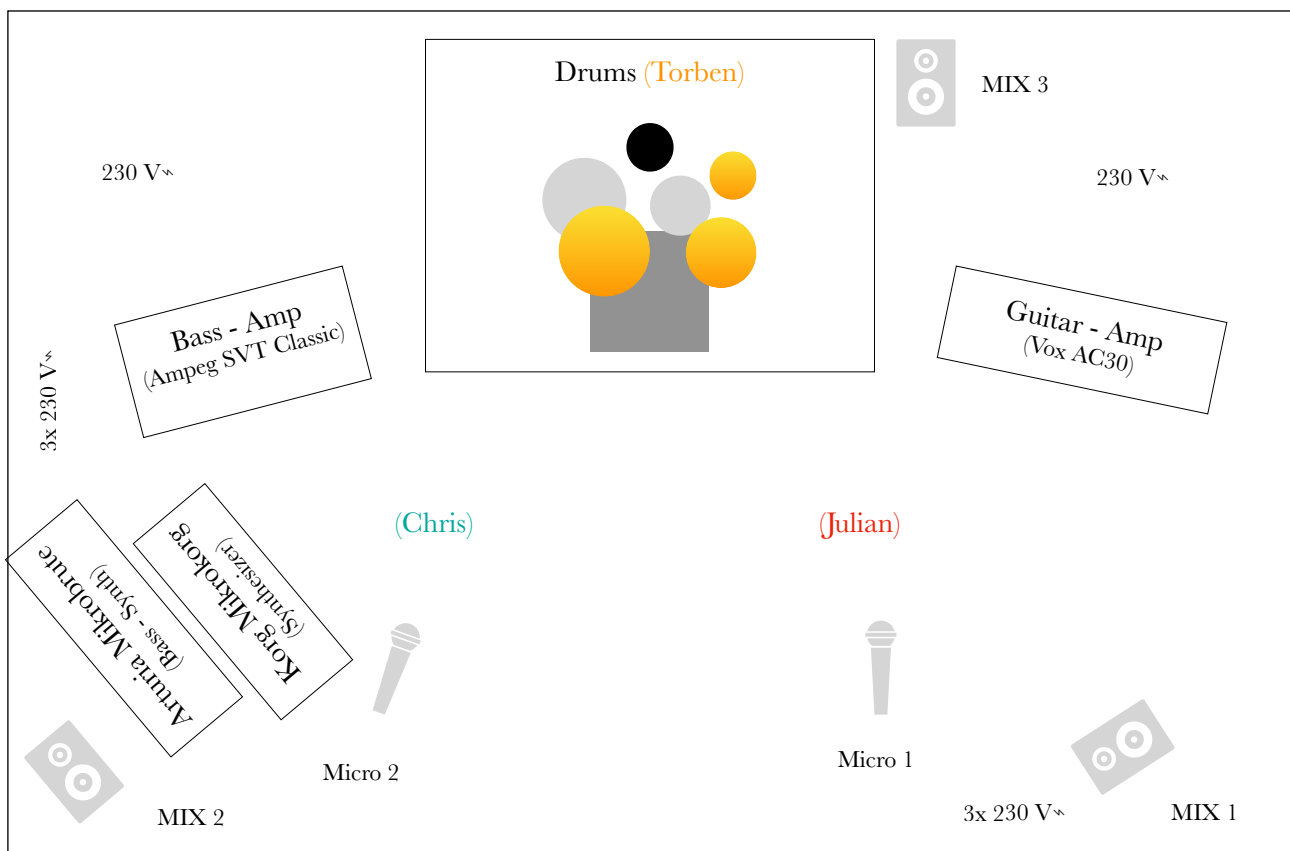 Drums (Torben)
MIX 3
230 V
230 V
Bass - Amp
(Ampeg SVT Classic)
Guitar - Amp
(Vox AC30)
3x 230 V
(Chris)
(Julian)
Arturia Mikrobrute
(Bass - Synth)
Korg Mikrokorg
(Synthesizer)
Micro 2
Micro 1
MIX 2
3x 230 V
MIX 1